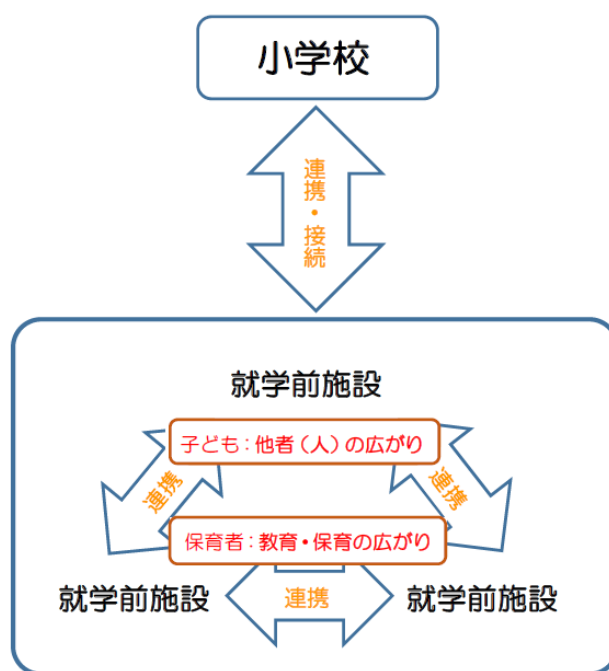 小学校
連携・接続
就学前施設
子ども：他者（人）の広がり
連携
連携
保育者：教育・保育の広がり
就学前施設
連携
就学前施設